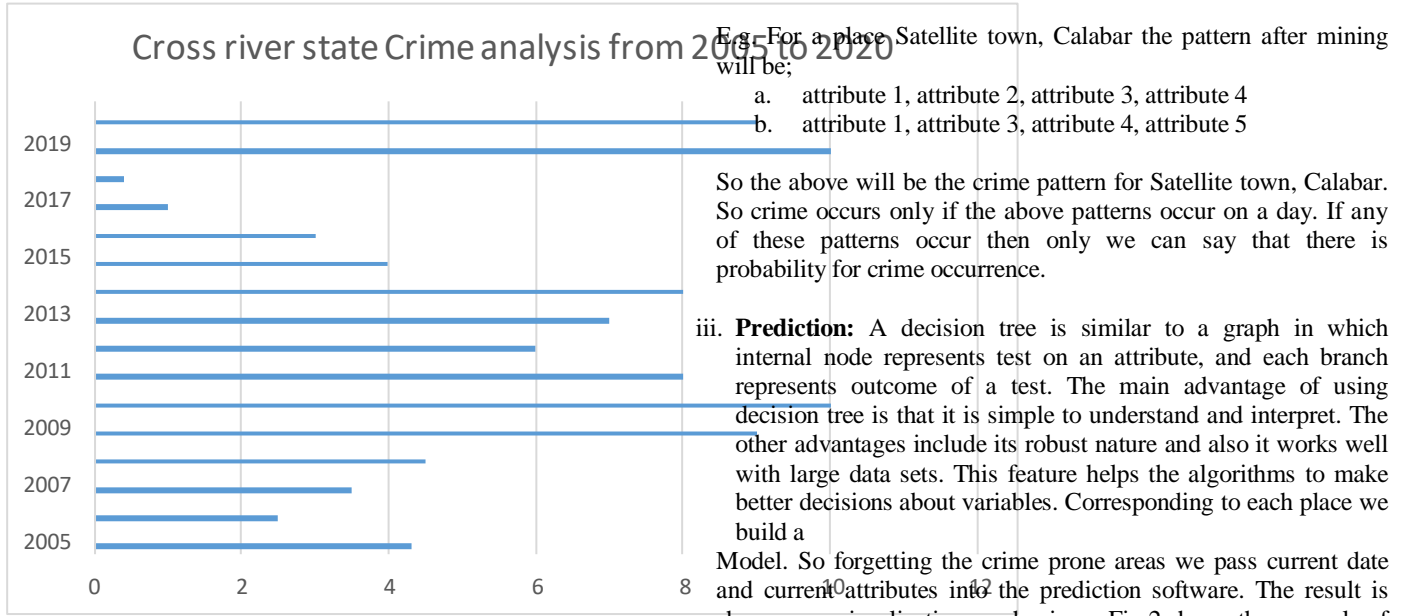 Cross river state Crime analysis from 2005 to 2020
2019
2017
2015
2013
2011
2009
2007
2005
0 2 4 6 8 10 12
E.g. For a place Satellite town, Calabar the pattern after mining
will be;
a. attribute 1, attribute 2, attribute 3, attribute 4
b. attribute 1, attribute 3, attribute 4, attribute 5
So the above will be the crime pattern for Satellite town, Calabar.
So crime occurs only if the above patterns occur on a day. If any
of these patterns occur then only we can say that there is
probability for crime occurrence.
iii. Prediction: A decision tree is similar to a graph in which
internal node represents test on an attribute, and each branch
represents outcome of a test. The main advantage of using
decision tree is that it is simple to understand and interpret. The
other advantages include its robust nature and also it works well
with large data sets. This feature helps the algorithms to make
better decisions about variables. Corresponding to each place we
build a
Model. So forgetting the crime prone areas we pass current date
and current attributes into the prediction software. The result is